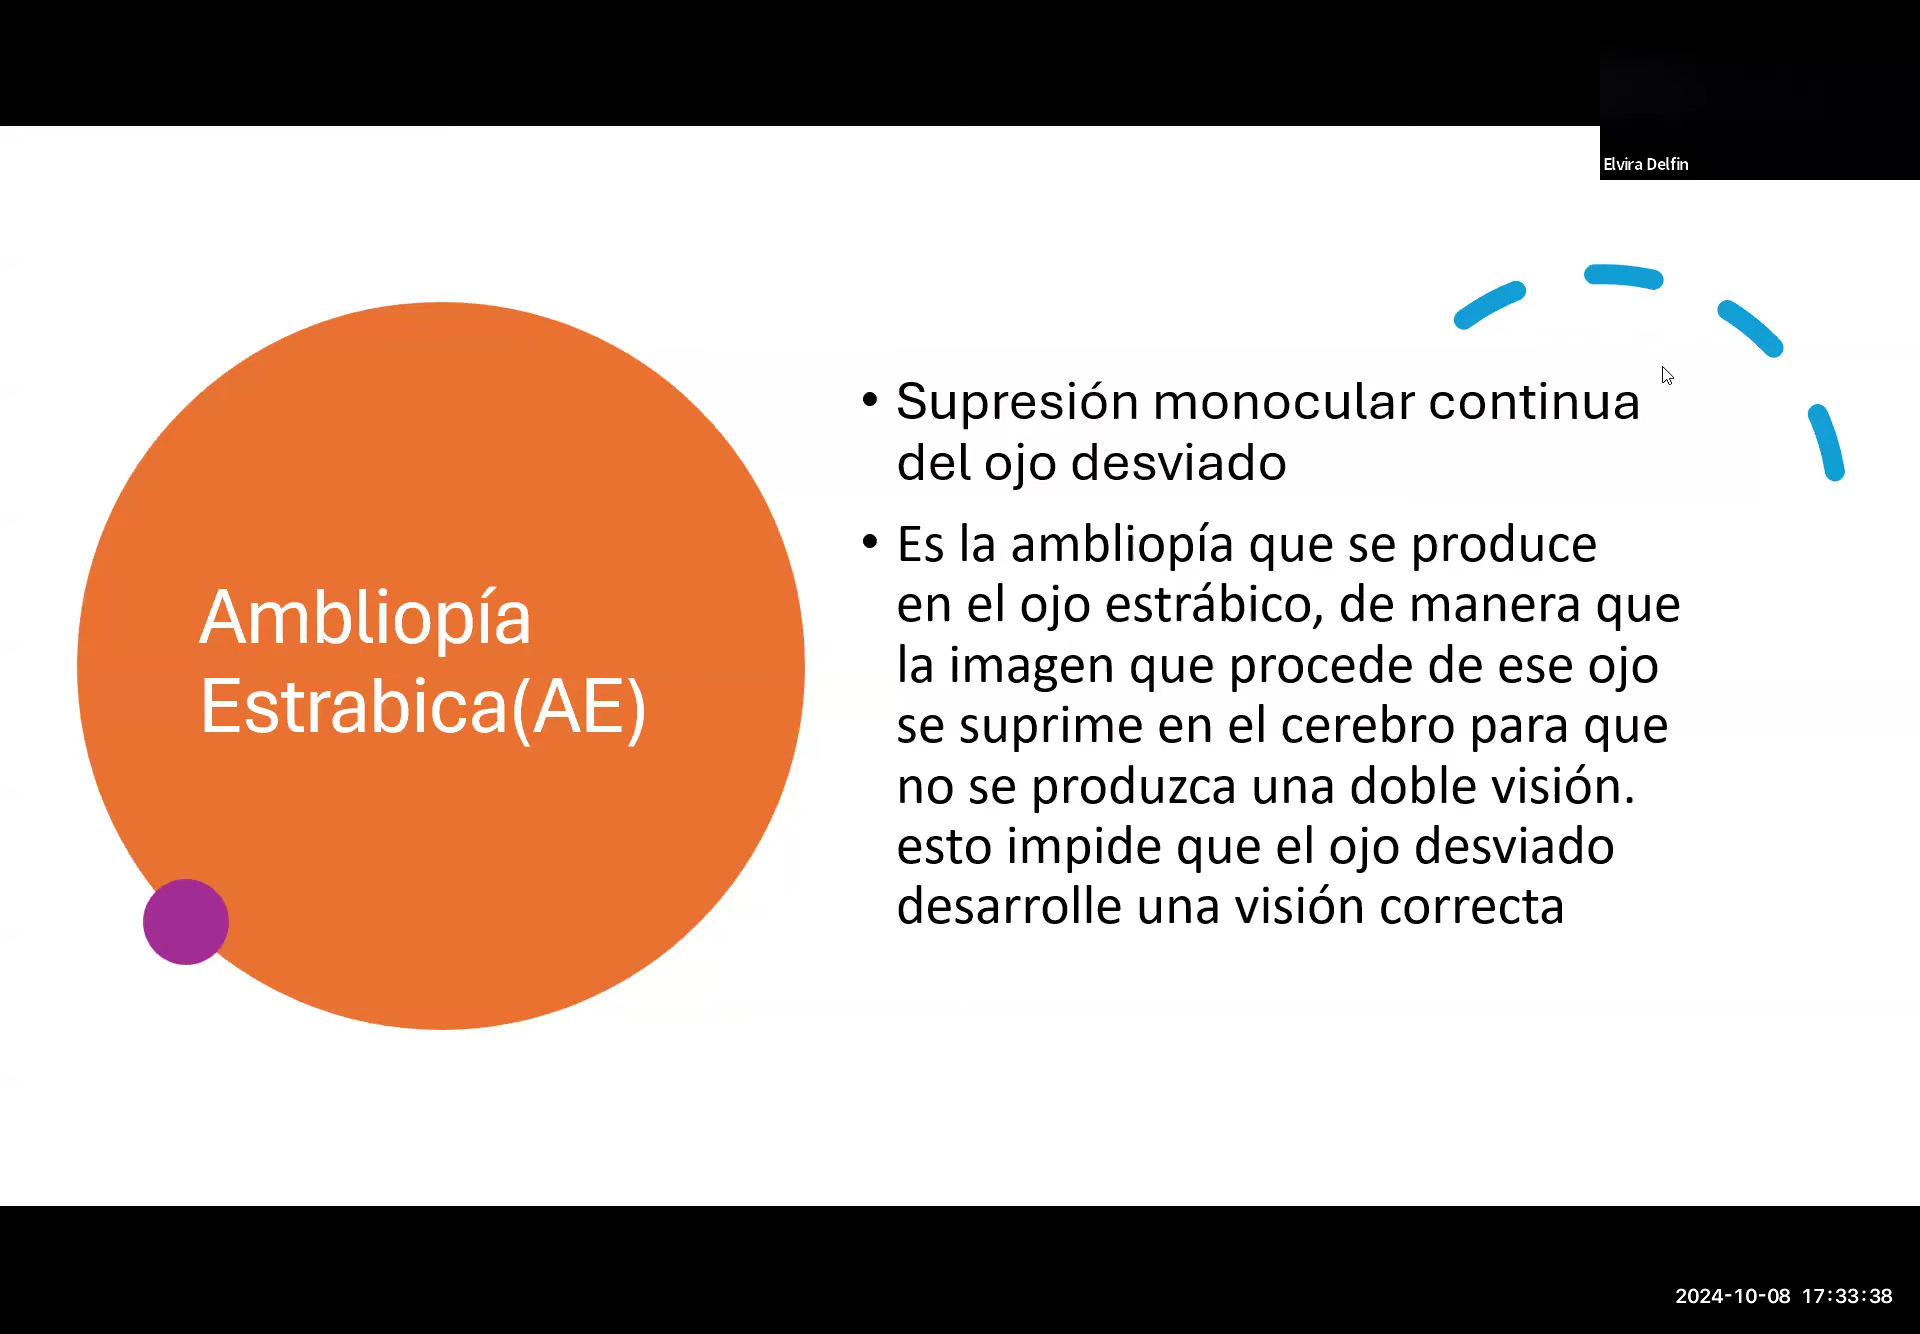 Elvira Delfin
Ambliopía
Estrabica(AE)
• Supresión monocular continua
del ojo desviado
• Es la ambliopía que se produce
en el ojo estrábico, de manera que
la imagen que procede de ese ojo
se suprime en el cerebro para que
no se produzca una doble visión.
esto impide que el ojo desviado
desarrolle una visión correcta
2024-10-08 17:33:38